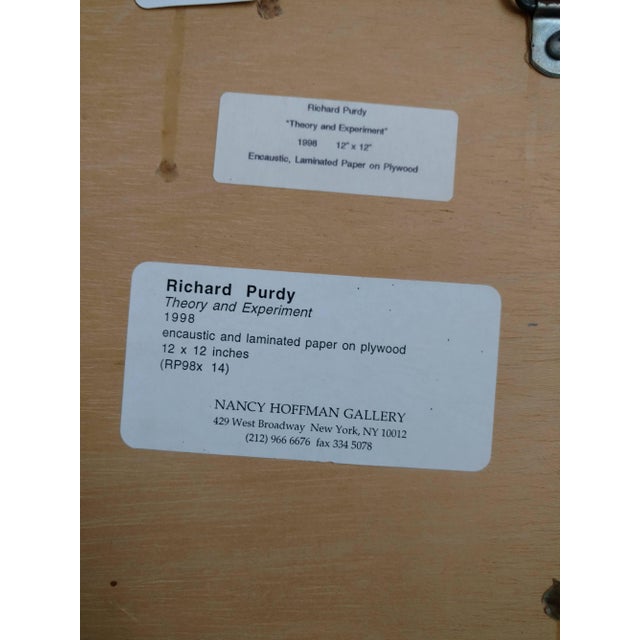 Richard Purdy
"Theory and Experiment"
1998 12" x 12"
Encaustic, Laminated Paper on Plywood
Richard Purdy
Theory and Experiment
1998
encaustic and laminated paper on plywood
12 x 12 inches
(RP98x 14)
NANCY HOFFMAN GALLERY
429 West Broadway New York, NY 10012
(212) 966 6676 fax 334 5078